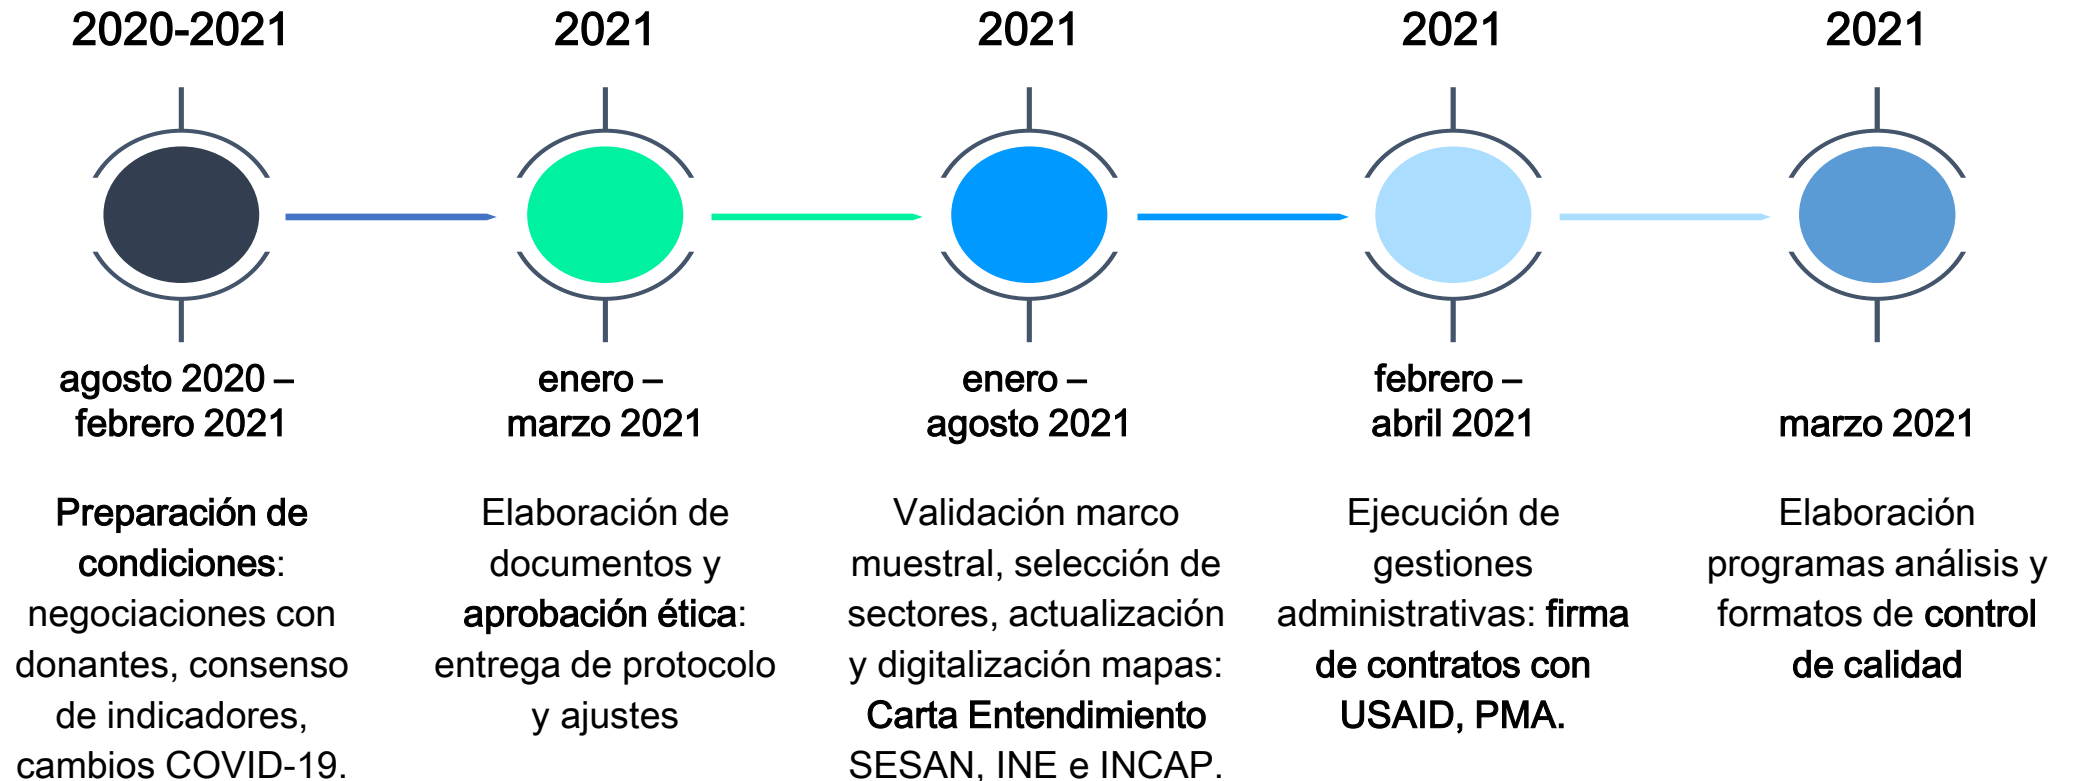 2020-2021
agosto 2020 –
febrero 2021
Preparación de
condiciones:
negociaciones con
donantes, consenso
de indicadores,
cambios COVID-19.
2021
enero –
marzo 2021
Elaboración de
documentos y
aprobación ética:
entrega de protocolo
y ajustes
2021
enero –
agosto 2021
Validación marco
muestral, selección de
sectores, actualización
y digitalización mapas:
Carta Entendimiento
SESAN, INE e INCAP.
2021
febrero –
abril 2021
Ejecución de
gestiones
administrativas: firma
de contratos con
USAID, PMA.
2021
marzo 2021
Elaboración
programas análisis y
formatos de control
de calidad